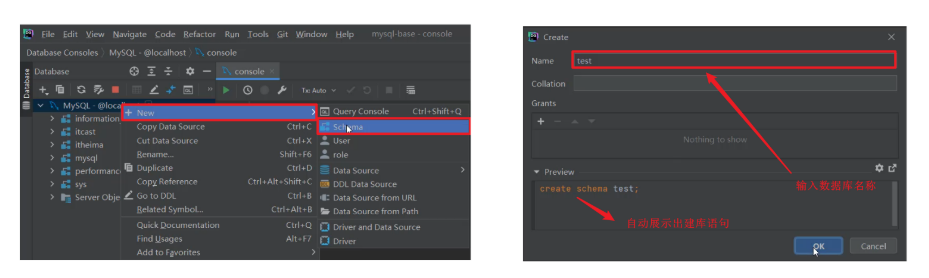 File Edit View Navigate Code Refactor Run Tools Git Window Help mysql-base - console
Database Consoles MySQL - @localhost console
Database
console
Tx: Auto
Database
MySQL - @local
information
itcast
itheima
mysql
performanc
sys
Server Obje
New
Copy Data Source Ctrl+C
Cut Data Source Ctrl+X
Rename... Shift+F6
Duplicate Ctrl+D
Copy Reference Ctrl+Alt+Shift+C
Go to DDL Ctrl+B
Related Symbol... Ctrl+Alt+B
Quick Documentation Ctrl+Q
Find Usages Alt+F7
Add to Favorites
Query Console Ctrl+Shift+Q
Schema
User
role
Data Source
DDL Data Source
Data Source from URL
Data Source from Path
Driver and Data Source
Driver
Create
Name test
Collation
Grants
Nothing to show
Preview
输入数据库名称
create schema test;
自动展示出建库语句
OK Cancel